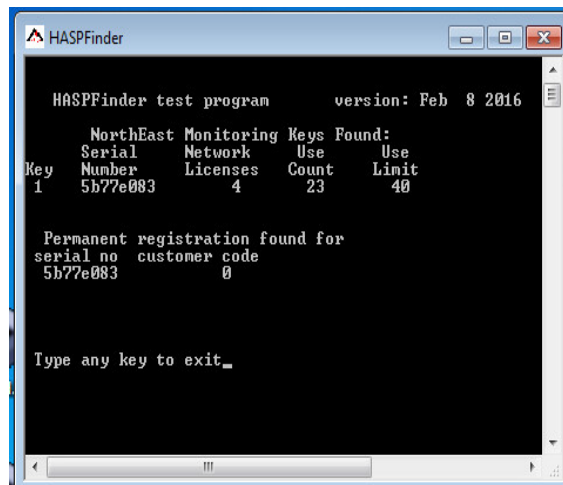 HASPFinder
HASPFinder test program version: Feb 8 2016
NorthEast Monitoring Keys Found:
Serial Network Use Use
Key Number Licenses Count Limit
1 5b77e083 4 23 40
Permanent registration found for
serial no customer code
5b77e083 0
Type any key to exit_